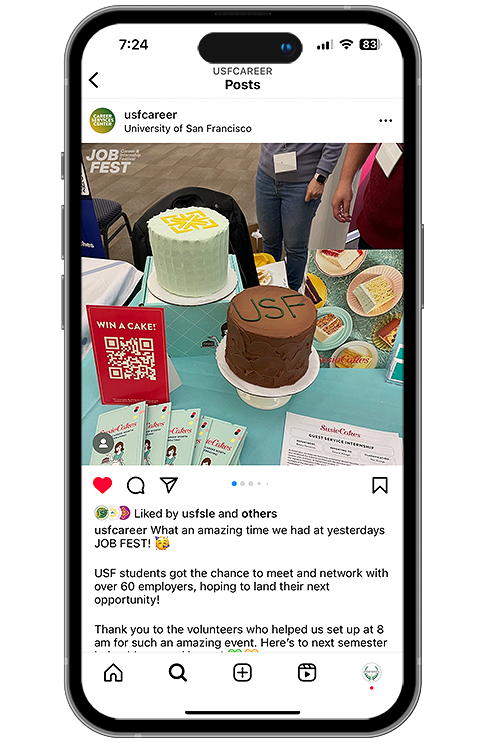 7:24
83
USFCAREER
Posts
CAREER
SERVICES
CENTER
usfcareer
University of San Francisco
JOB Career &
Internship
FEST Festival
WIN A CAKE!
USF
SusieCakes
SusieCakes
SusieCakes
GUEST SERVICE INTERNSHIP
Liked by usfsle and others
usfcareer What an amazing time we had at yesterdays
JOB FEST! 🥳
USF students got the chance to meet and network with
over 60 employers, hoping to land their next
opportunity!
Thank you to the volunteers who helped us set up at 8
am for such an amazing event. Here's to next semester